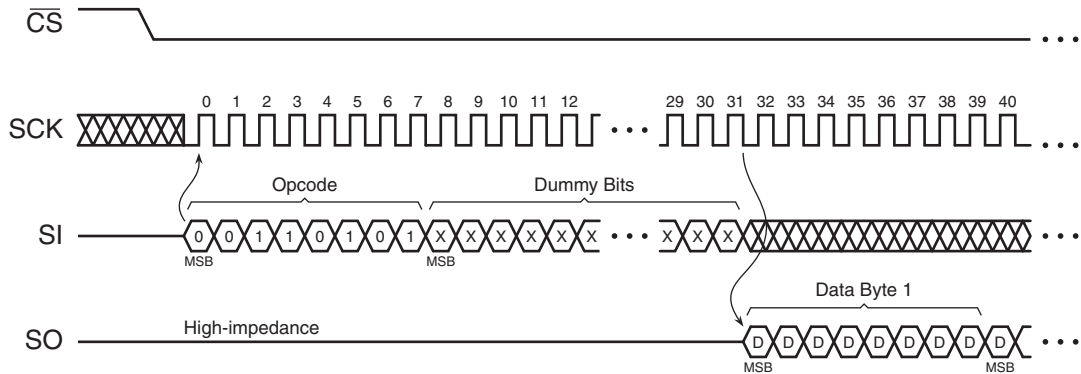 CS
0 1 2 3 4 5 6 7 8 9 10 11 12 29 30 31 32 33 34 35 36 37 38 39 40
SCK
Opcode Dummy Bits
SI 0 0 1 1 0 1 0 1 X X X X X X X X X
MSB MSB
Data Byte 1
High-impedance
SO D D D D D D D D D
MSB MSB